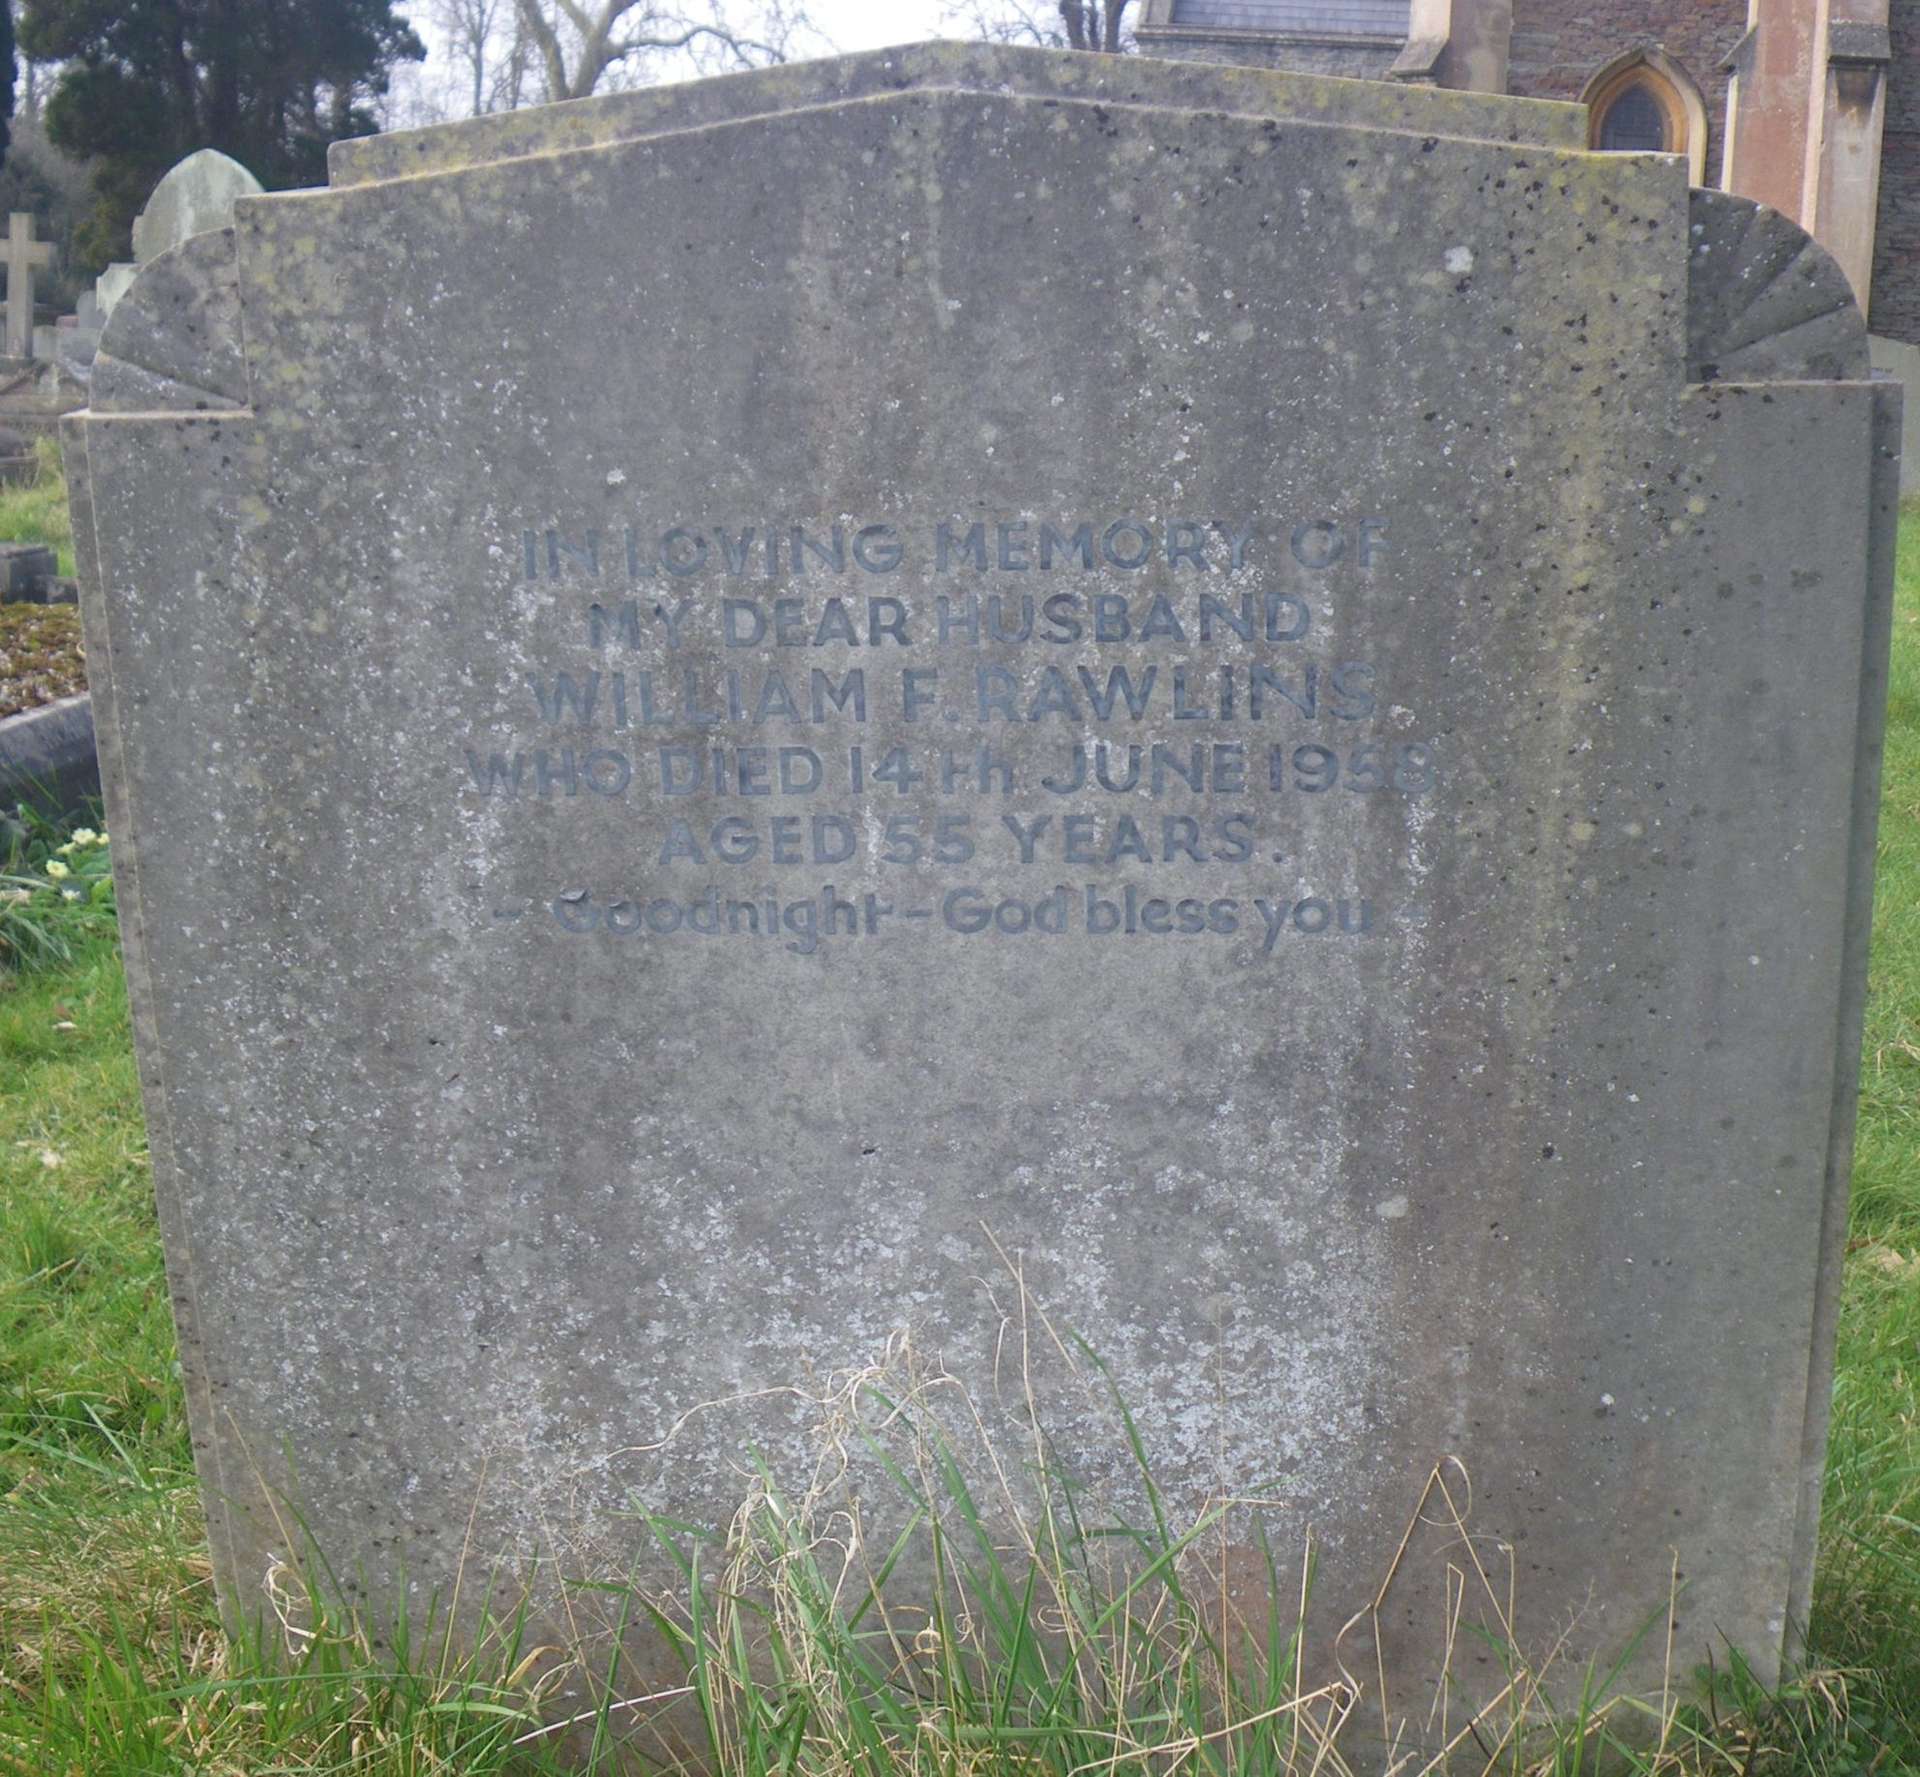 IN LOVING MEMORY OF
MY DEAR HUSBAND
WILLIAM F. RAWLINS
WHO DIED 14th JUNE 1958
AGED 55 YEARS.
- Goodnight - God bless you -